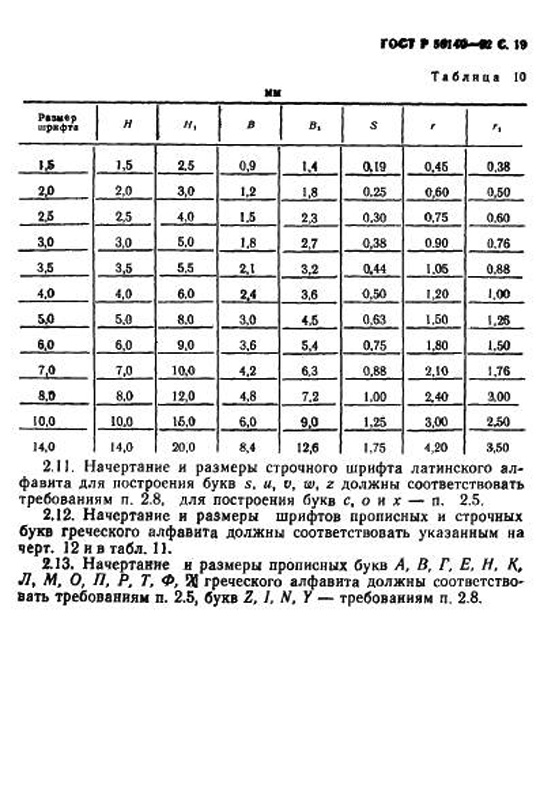 ГОСТ Р 50140—92 С. 19
Таблица 10
мм
Размер шрифта H H₁ B B₁ S r r₁
1,5 1,5 2,5 0,9 1,4 0,19 0,45 0,38
2,0 2,0 3,0 1,2 1,8 0,25 0,60 0,50
2,5 2,5 4,0 1,5 2,3 0,30 0,75 0,60
3,0 3,0 5,0 1,8 2,7 0,38 0,90 0,76
3,5 3,5 5,5 2,1 3,2 0,44 1,05 0,88
4,0 4,0 6,0 2,4 3,6 0,50 1,20 1,00
5,0 5,0 8,0 3,0 4,5 0,63 1,50 1,26
6,0 6,0 9,0 3,6 5,4 0,75 1,80 1,50
7,0 7,0 10,0 4,2 6,3 0,88 2,10 1,76
8,0 8,0 12,0 4,8 7,2 1,00 2,40 2,00
10,0 10,0 15,0 6,0 9,0 1,25 3,00 2,50
14,0 14,0 20,0 8,4 12,6 1,75 4,20 3,50
2.11. Начертание и размеры строчного шрифта латинского ал-
фавита для построения букв s, u, v, w, z должны соответствовать
требованиям п. 2.8, для построения букв c, o и x — п. 2.5.
2.12. Начертание и размеры шрифтов прописных и строчных
букв греческого алфавита должны соответствовать указанным на
черт. 12 и в табл. 11.
2.13. Начертание и размеры прописных букв А, В, Г, Е, Н, К,
Л, М, О, П, Р, Т, Ф, греческого алфавита должны соответство-
вать требованиям п. 2.5, букв Z, I, N, Y — требованиям п. 2.8.